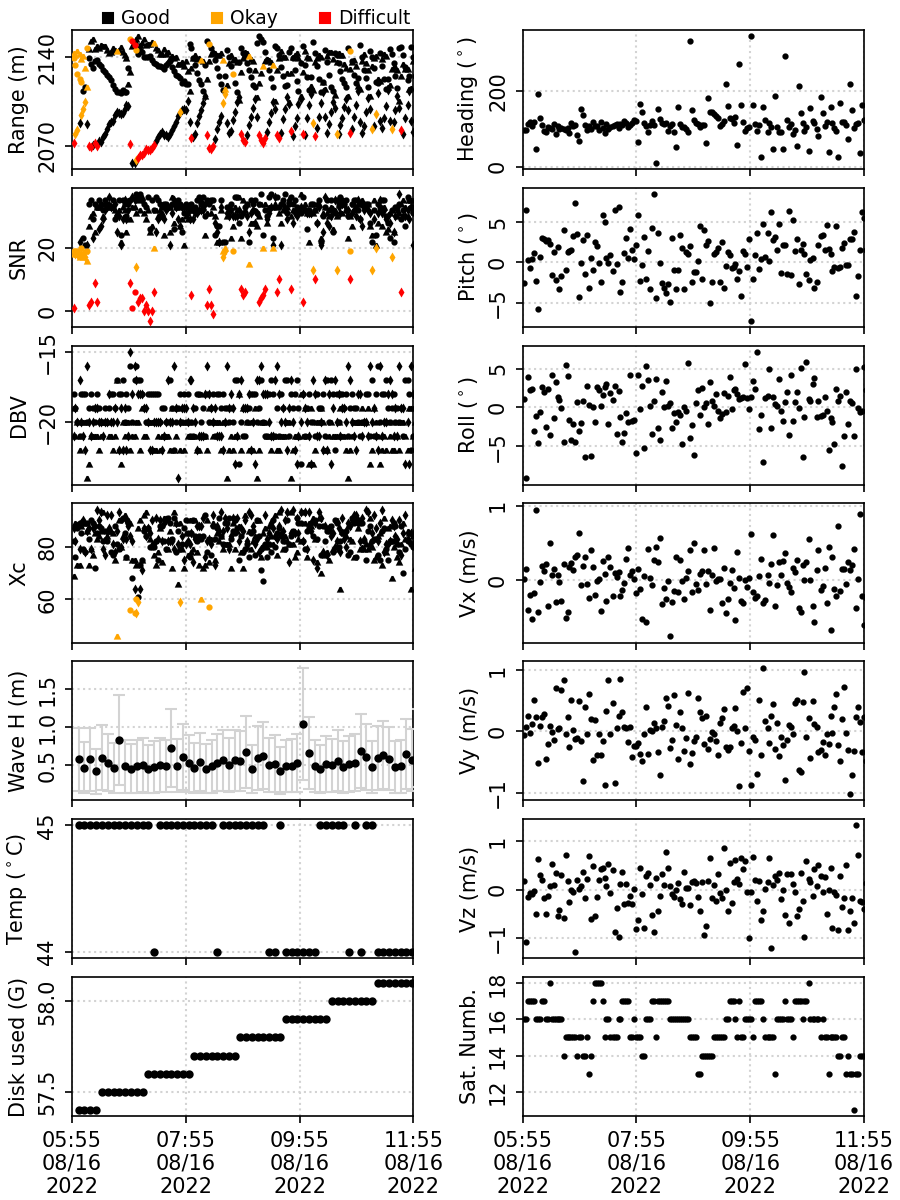 Good Okay Difficult
Range (m)
2140
2070
Heading (°)
200
0
SNR
20
0
Pitch (°)
5
0
−5
DBV
−15
−20
Roll (°)
5
0
−5
Xc
80
60
Vx (m/s)
1
0
Wave H (m)
1.5
1.0
0.5
Vy (m/s)
1
0
−1
Temp (°C)
45
44
Vz (m/s)
1
0
−1
Disk used (G)
58.0
57.5
Sat. Numb.
18
16
14
12
05:55 07:55 09:55 11:55 05:55 07:55 09:55 11:55
08/16 08/16 08/16 08/16 08/16 08/16 08/16 08/16
2022 2022 2022 2022 2022 2022 2022 2022